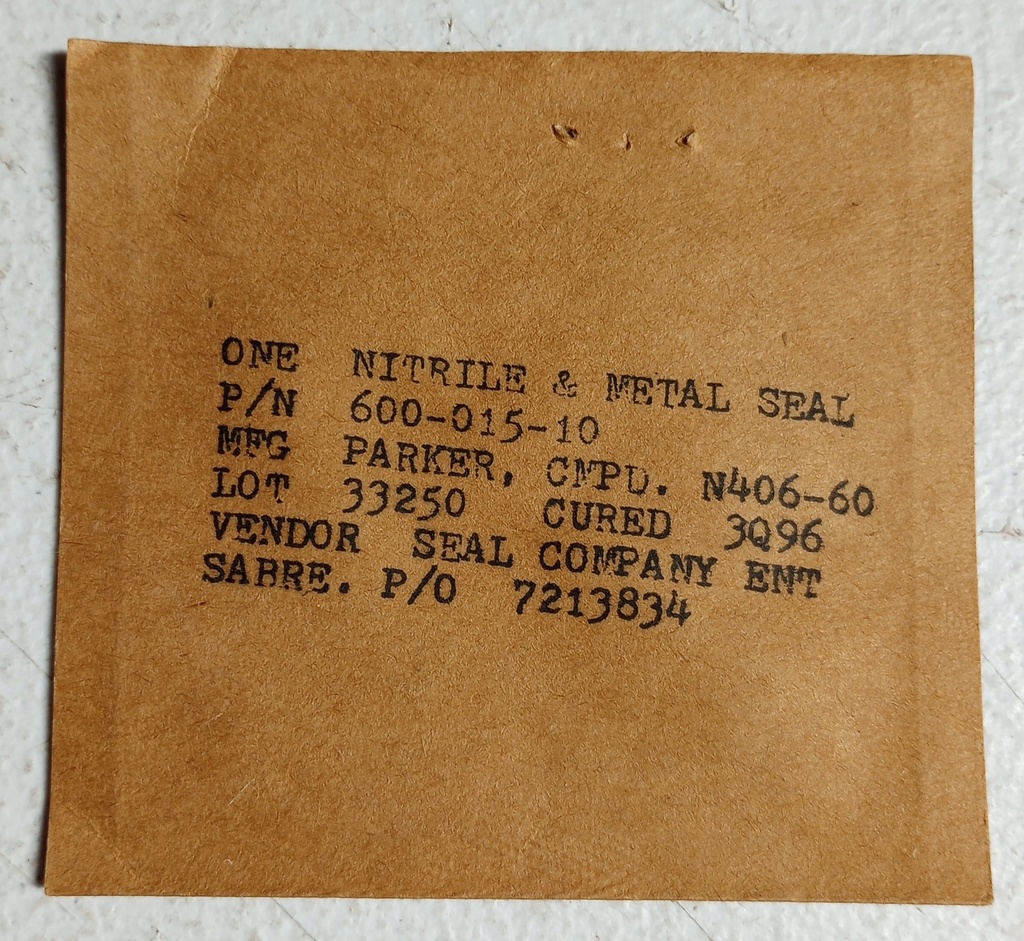 ONE NITRILE & METAL SEAL
P/N 600-015-10
MFG PARKER, CMPD. N406-60
LOT 33250 CURED 3Q96
VENDOR SEAL COMPANY ENT
SABRE. P/O 7213834